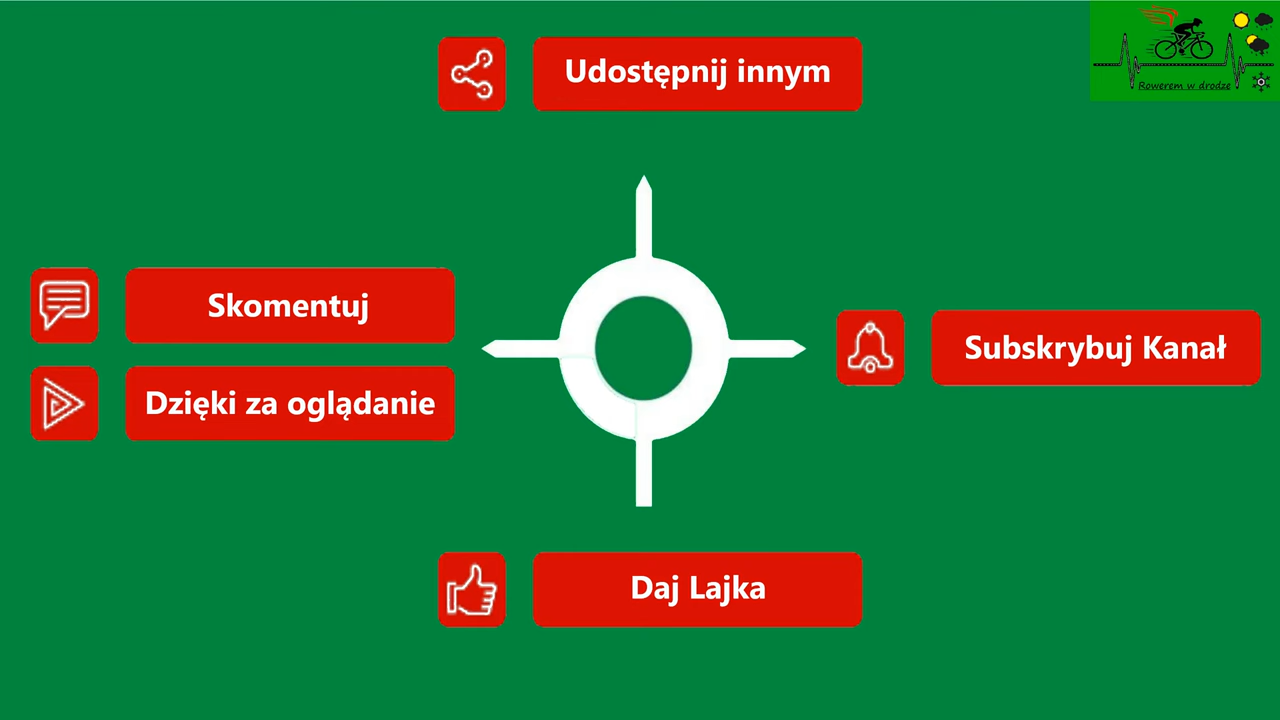 Udostępnij innym
Rowerem w drodze
Skomentuj
Subskrybuj Kanał
Dzięki za oglądanie
Daj Lajka